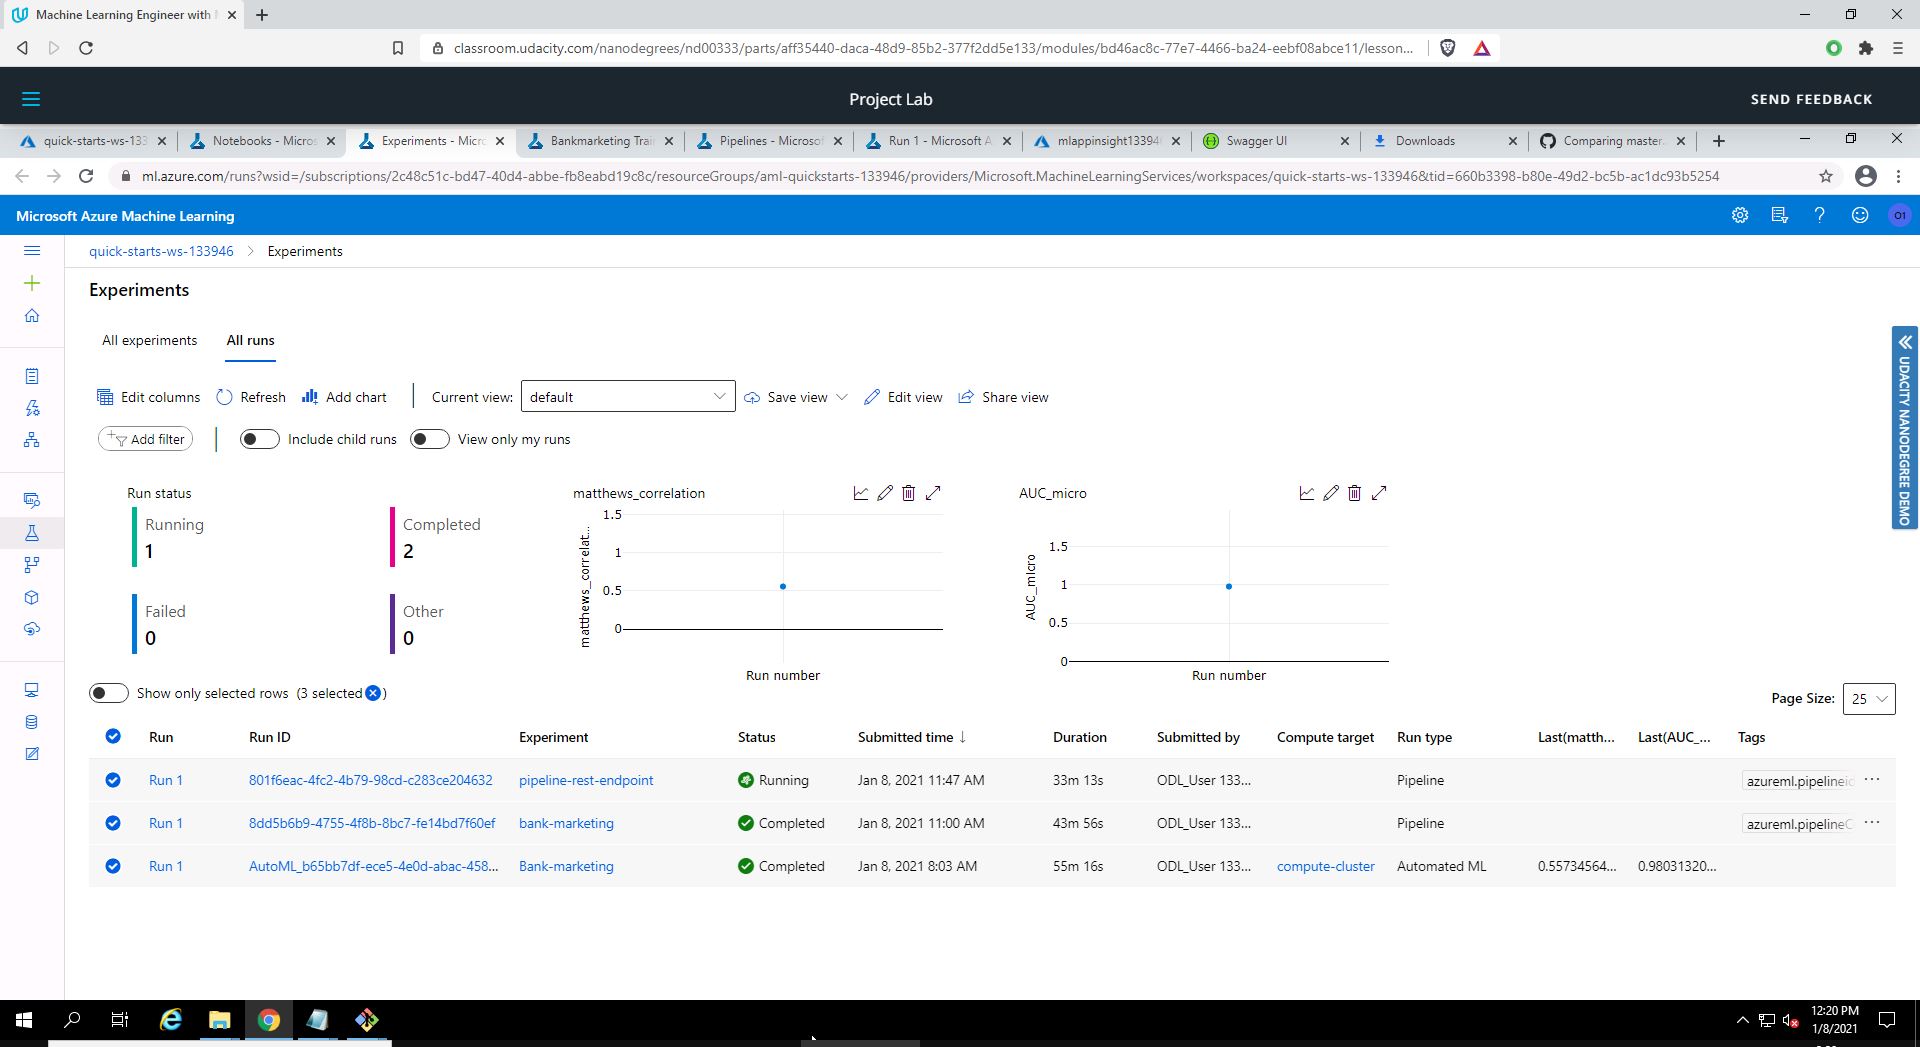 Machine Learning Engineer with
classroom.udacity.com/nanodegrees/nd00333/parts/aff35440-daca-48d9-85b2-377f2dd5e133/modules/bd46ac8c-77e7-4466-ba24-eebf08abce11/lesson...
Project Lab
SEND FEEDBACK
quick-starts-ws-133
Notebooks - Micros
Experiments - Micro
Bankmarketing Trai
Pipelines - Microsof
Run 1 - Microsoft A
mlappinsight13394
Swagger UI
Downloads
Comparing master..
ml.azure.com/runs?wsid=/subscriptions/2c48c51c-bd47-40d4-abbe-fb8eabd19c8c/resourceGroups/aml-quickstarts-133946/providers/Microsoft.MachineLearningServices/workspaces/quick-starts-ws-133946&tid=660b3398-b80e-49d2-bc5b-ac1dc93b5254
Microsoft Azure Machine Learning
O1
quick-starts-ws-133946 > Experiments
Experiments
All experiments
All runs
Edit columns
Refresh
Add chart
Current view:
default
Save view
Edit view
Share view
Add filter
Include child runs
View only my runs
UDACITY NANODEGREE DEMO
Run status
Running
1
Completed
2
Failed
0
Other
0
matthews_correlation
matthews_correlat...
1.5
1
0.5
0
Run number
AUC_micro
AUC_micro
1.5
1
0.5
0
Run number
Show only selected rows (3 selected )
Page Size: 25
Run Run ID Experiment Status Submitted time ↓ Duration Submitted by Compute target Run type Last(matth... Last(AUC_... Tags
Run 1 801f6eac-4fc2-4b79-98cd-c283ce204632 pipeline-rest-endpoint Running Jan 8, 2021 11:47 AM 33m 13s ODL_User 133... Pipeline azureml.pipelineid ...
Run 1 8dd5b6b9-4755-4f8b-8bc7-fe14bd7f60ef bank-marketing Completed Jan 8, 2021 11:00 AM 43m 56s ODL_User 133... Pipeline azureml.pipelineC ...
Run 1 AutoML_b65bb7df-ece5-4e0d-abac-458... Bank-marketing Completed Jan 8, 2021 8:03 AM 55m 16s ODL_User 133... compute-cluster Automated ML 0.55734564... 0.98031320...
12:20 PM
1/8/2021